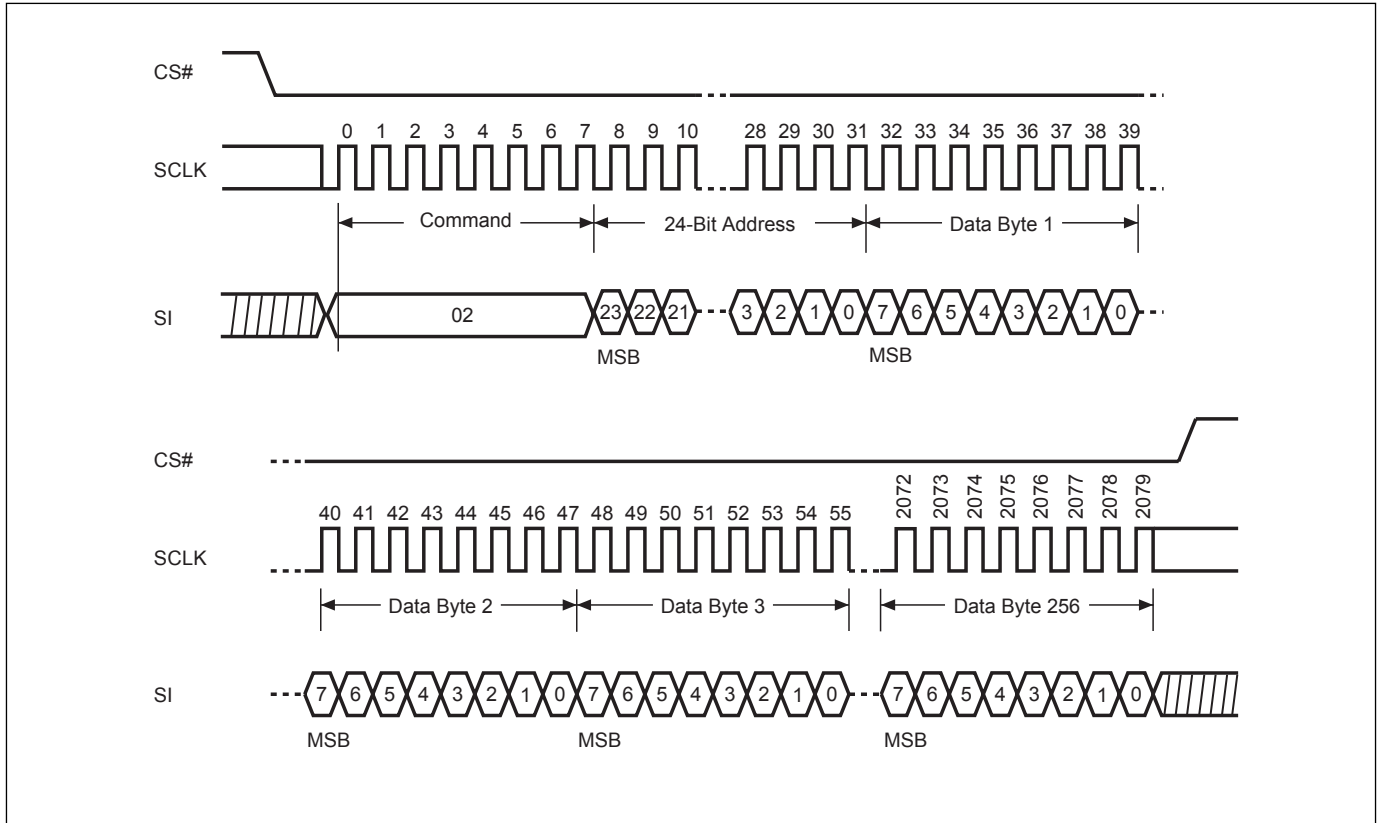 CS#
0 1 2 3 4 5 6 7 8 9 10 28 29 30 31 32 33 34 35 36 37 38 39
SCLK
Command 24-Bit Address Data Byte 1
SI 02 23 22 21 3 2 1 0 7 6 5 4 3 2 1 0
MSB MSB
CS#
40 41 42 43 44 45 46 47 48 49 50 51 52 53 54 55 2072 2073 2074 2075 2076 2077 2078 2079
SCLK
Data Byte 2 Data Byte 3 Data Byte 256
SI 7 6 5 4 3 2 1 0 7 6 5 4 3 2 1 0 7 6 5 4 3 2 1 0
MSB MSB MSB